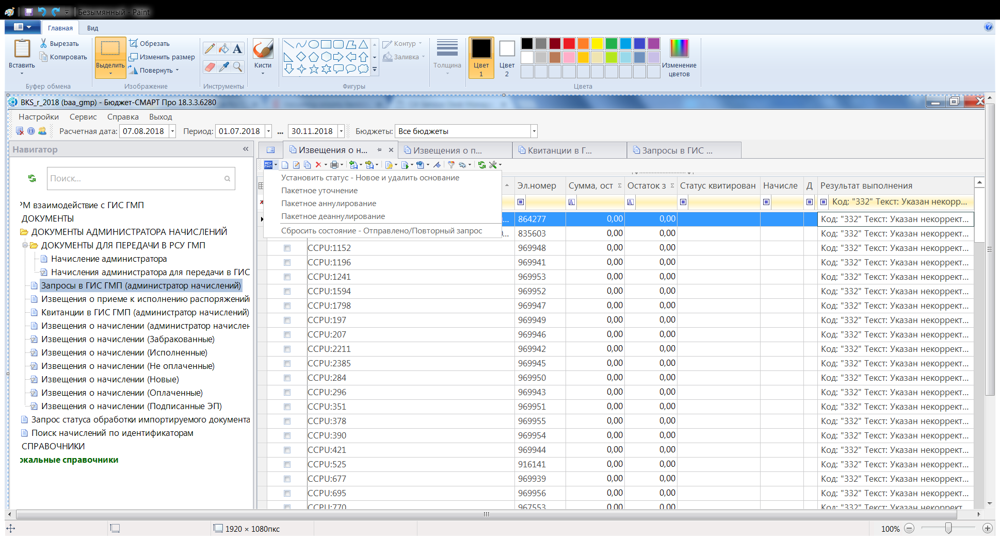 Безымянный - Paint
Главная
Вид
Вставить
Вырезать
Копировать
Буфер обмена
Выделить
Обрезать
Изменить размер
Повернуть
Изображение
Инструменты
Кисти
Фигуры
Контур
Заливка
Толщина
Цвет 1
Цвет 2
Изменение цветов
Цвета
BKS_r_2018 (baa_gmp) - Бюджет-СМАРТ Про 18.3.3.6280
Настройки Сервис Справка Выход
Расчетная дата: 07.08.2018 Период: 01.07.2018 ... 30.11.2018 Бюджеты: Все бюджеты
Навигатор «
Поиск...
РМ взаимодействие с ГИС ГМП
ДОКУМЕНТЫ
ДОКУМЕНТЫ АДМИНИСТРАТОРА НАЧИСЛЕНИЙ
ДОКУМЕНТЫ ДЛЯ ПЕРЕДАЧИ В РСУ ГМП
Начисление администратора
Начисления администратора для передачи в ГИС
Запросы в ГИС ГМП (администратор начислений)
Извещения о приеме к исполнению распоряжений
Квитанции в ГИС ГМП (администратор начислений)
Извещения о начислении (администратор начислен
Извещения о начислении (Забракованные)
Извещения о начислении (Исполненные)
Извещения о начислении (Не оплаченные)
Извещения о начислении (Новые)
Извещения о начислении (Оплаченные)
Извещения о начислении (Подписанные ЭП)
Запрос статуса обработки импортируемого документа
Поиск начислений по идентификаторам
СПРАВОЧНИКИ
окальные справочники
Извещения о н...
Извещения о п...
Квитанции в Г...
Запросы в ГИС ...
РСУ ГМП
Установить статус - Новое и удалить основание
Пакетное уточнение
Пакетное аннулирование
Пакетное деаннулирование
Сбросить состояние - Отправлено/Повторный запрос
Эл.номер Сумма, ост Σ Остаток з Σ Статус квитирован Начисле Д Результат выполнения
A A Код: "332" Текст: Указан некорр...
... 864277 0,00 0,00 Код: "332" Текст: Указан некоррект...
0... 835603 0,00 0,00 Код: "332" Текст: Указан некоррект...
CCPU:1152 969948 0,00 0,00 Код: "332" Текст: Указан некоррект...
CCPU:1196 969941 0,00 0,00 Код: "332" Текст: Указан некоррект...
CCPU:1241 969953 0,00 0,00 Код: "332" Текст: Указан некоррект...
CCPU:1594 969952 0,00 0,00 Код: "332" Текст: Указан некоррект...
CCPU:1798 969947 0,00 0,00 Код: "332" Текст: Указан некоррект...
CCPU:197 969949 0,00 0,00 Код: "332" Текст: Указан некоррект...
CCPU:207 969946 0,00 0,00 Код: "332" Текст: Указан некоррект...
CCPU:2211 969942 0,00 0,00 Код: "332" Текст: Указан некоррект...
CCPU:2385 969945 0,00 0,00 Код: "332" Текст: Указан некоррект...
CCPU:284 969950 0,00 0,00 Код: "332" Текст: Указан некоррект...
CCPU:296 969943 0,00 0,00 Код: "332" Текст: Указан некоррект...
CCPU:351 969951 0,00 0,00 Код: "332" Текст: Указан некоррект...
CCPU:378 969955 0,00 0,00 Код: "332" Текст: Указан некоррект...
CCPU:390 969954 0,00 0,00 Код: "332" Текст: Указан некоррект...
CCPU:421 969944 0,00 0,00 Код: "332" Текст: Указан некоррект...
CCPU:525 916141 0,00 0,00 Код: "332" Текст: Указан некоррект...
CCPU:677 969939 0,00 0,00 Код: "332" Текст: Указан некоррект...
CCPU:695 969956 0,00 0,00 Код: "332" Текст: Указан некоррект...
CCPU:770 967553 0,00 0,00 Код: "332" Текст: Указан некоррект
1920 × 1080пкс
100%